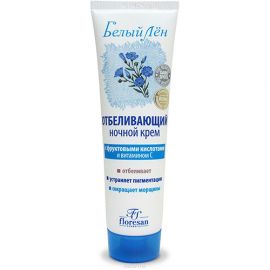 Белый Лён
ОТБЕЛИВАЮЩИЙ
ночной крем
с фруктовыми кислотами
и витамином С
отбеливает
устраняет пигментацию
сокращает морщины
floresan